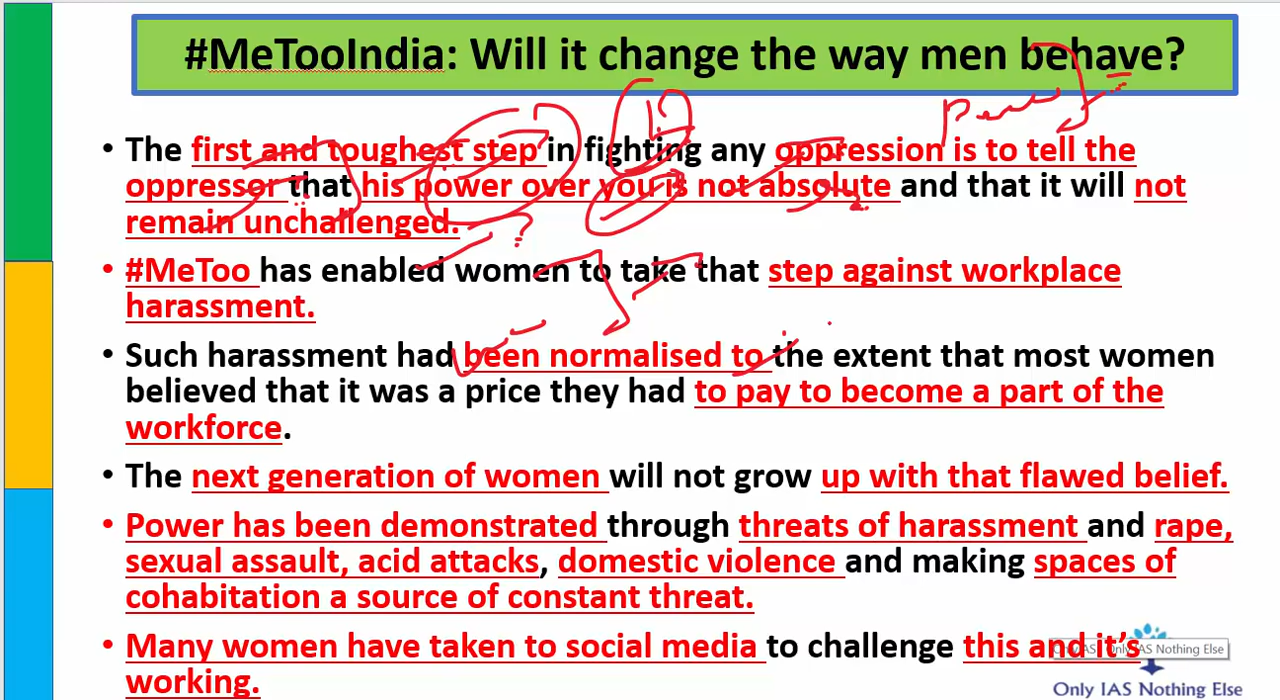 #MeTooIndia: Will it change the way men behave?
• The first and toughest step in fighting any oppression is to tell the
oppressor that his power over you is not absolute and that it will not
remain unchallenged.
• #MeToo has enabled women to take that step against workplace
harassment.
• Such harassment had been normalised to the extent that most women
believed that it was a price they had to pay to become a part of the
workforce.
• The next generation of women will not grow up with that flawed belief.
• Power has been demonstrated through threats of harassment and rape,
sexual assault, acid attacks, domestic violence and making spaces of
cohabitation a source of constant threat.
• Many women have taken to social media to challenge this and it's
working.
Only IAS Nothing Else